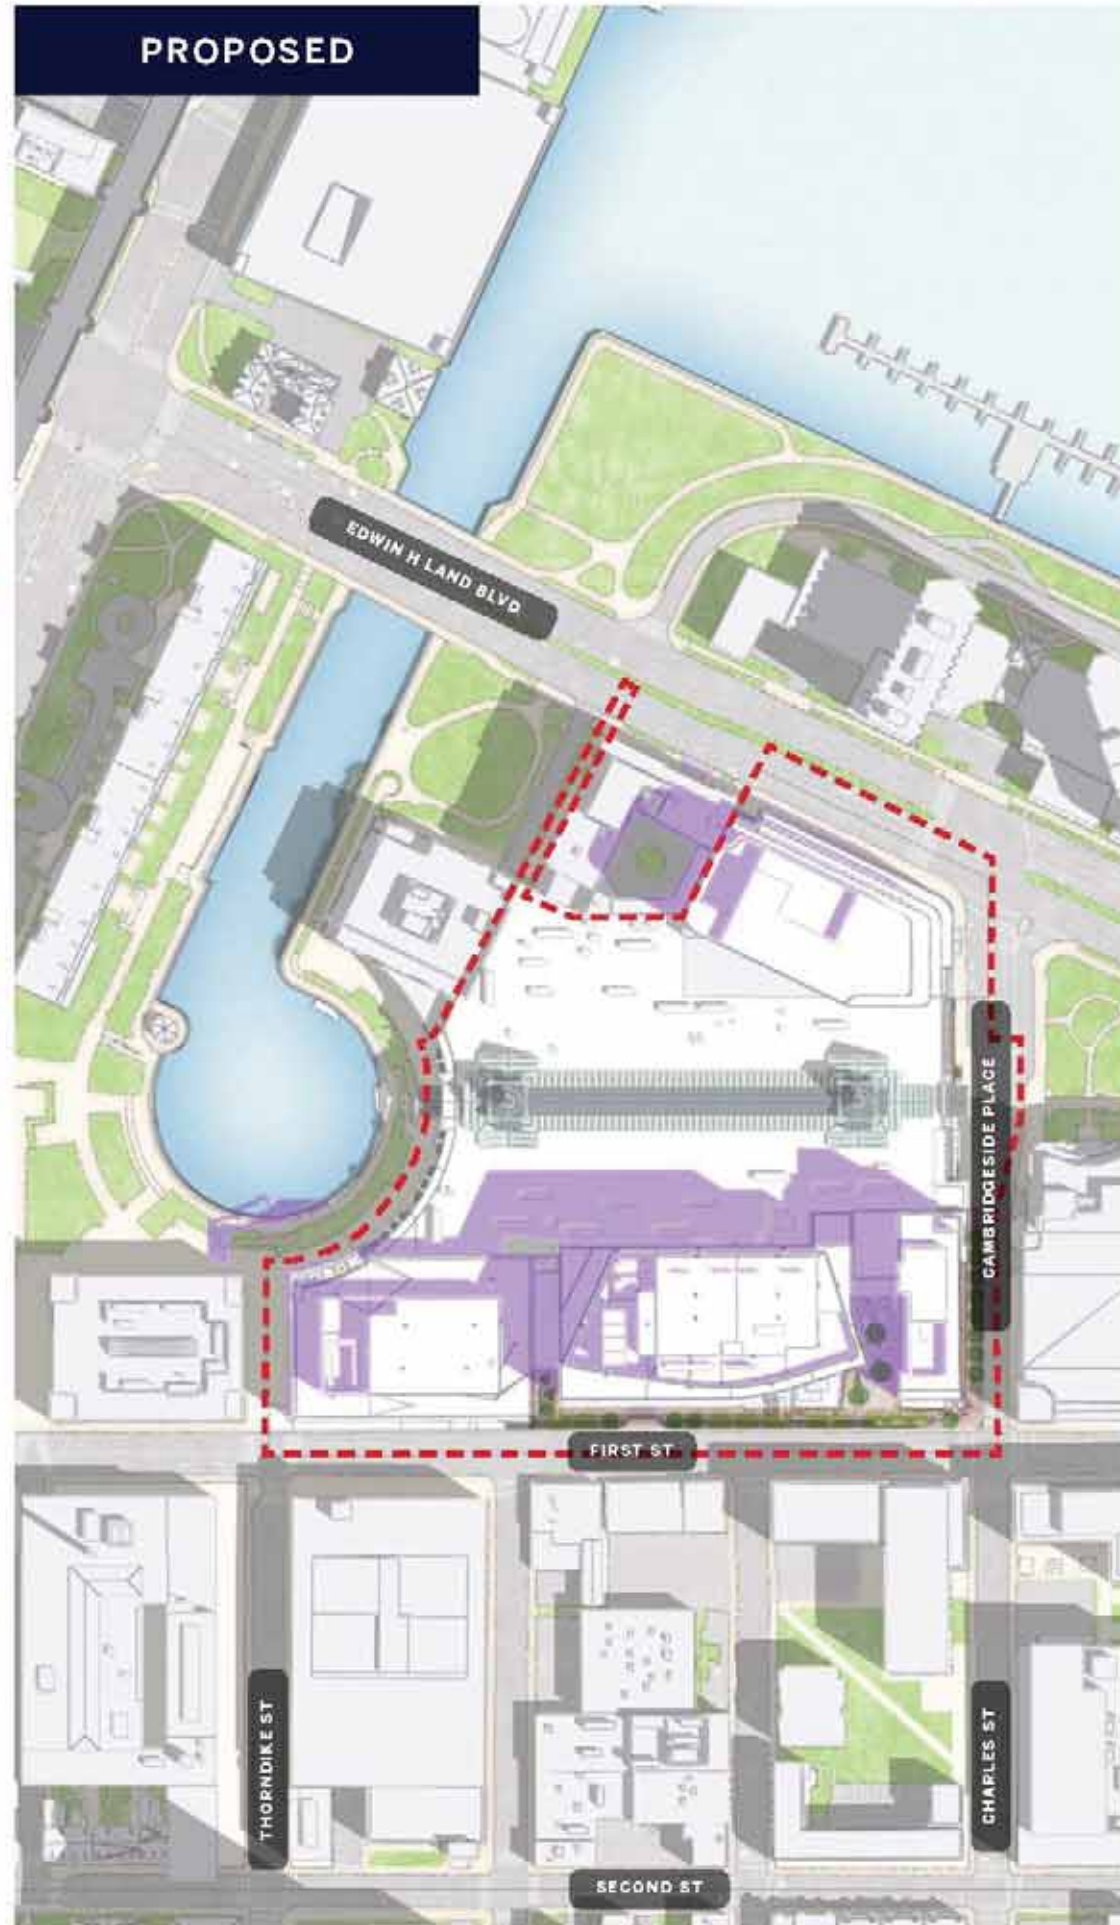 PROPOSED
EDWIN H LAND BLVD
CAMBRIDGESIDE PLACE
FIRST ST
THORNDIKE ST
CHARLES ST
SECOND ST